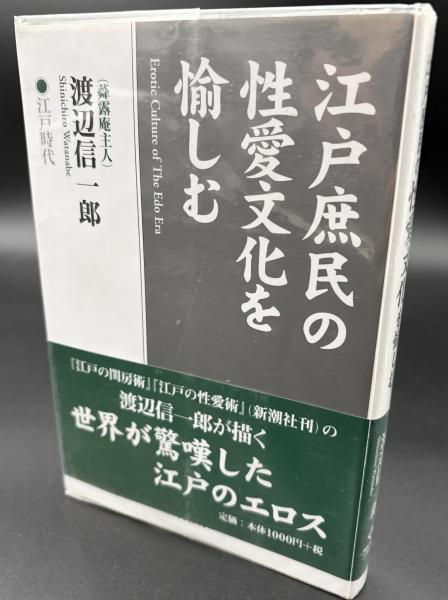 江戸庶民の
性愛文化を
愉しむ
Erotic Culture of The Edo Era
(蕣露庵主人)
渡辺信一郎
Shinichiro Watanabe
●江戸時代
『江戸の閨房術』『江戸の性愛術』(新潮社刊)の
渡辺信一郎が描く
世界が驚嘆した
江戸のエロス
定価:本体1000円+税